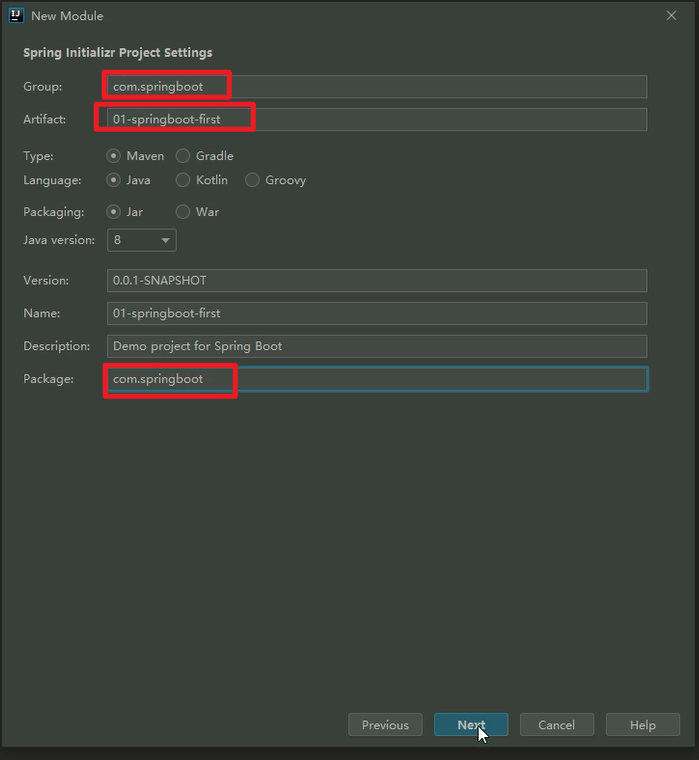 New Module
Spring Initializr Project Settings
Group: com.springboot
Artifact: 01-springboot-first
Type: Maven Gradle
Language: Java Kotlin Groovy
Packaging: Jar War
Java version: 8
Version: 0.0.1-SNAPSHOT
Name: 01-springboot-first
Description: Demo project for Spring Boot
Package: com.springboot
Previous Next Cancel Help